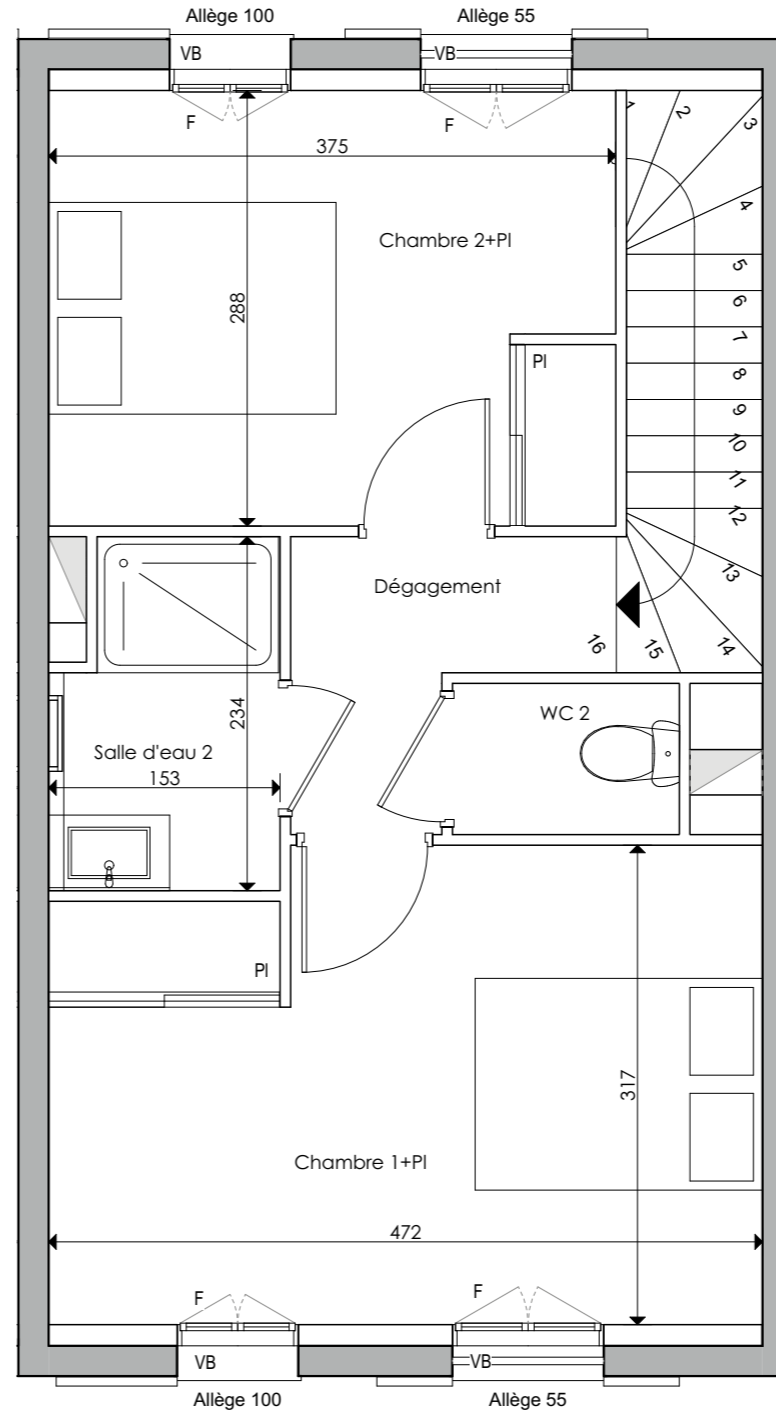 Allège 100
Allège 55
VB
VB
F
F
375
1
2
3
4
5
6
7
8
9
10
11
12
13
14
15
16
Chambre 2+Pl
288
Pl
Dégagement
234
WC 2
Salle d'eau 2
153
Pl
317
Chambre 1+Pl
472
F
F
VB
VB
Allège 100
Allège 55